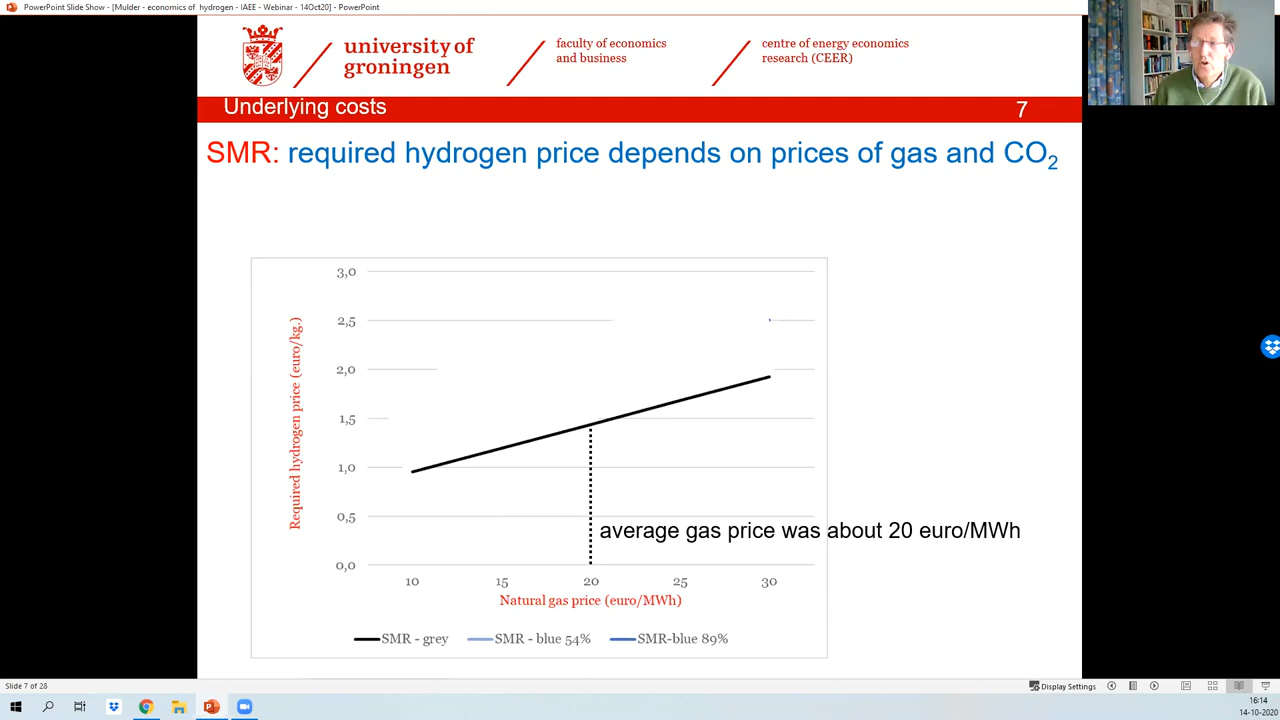 PowerPoint Slide Show - [Mulder - economics of hydrogen - IAEE - Webinar - 14Oct20] - PowerPoint
university of
groningen
faculty of economics
and business
centre of energy economics
research (CEER)
Underlying costs
7
SMR: required hydrogen price depends on prices of gas and CO2
Required hydrogen price (euro/kg.)
3,0
2,5
2,0
1,5
1,0
0,5
0,0
average gas price was about 20 euro/MWh
10 15 20 25 30
Natural gas price (euro/MWh)
SMR - grey SMR - blue 54% SMR-blue 89%
Slide 7 of 28
Display Settings
16:14
14-10-2020